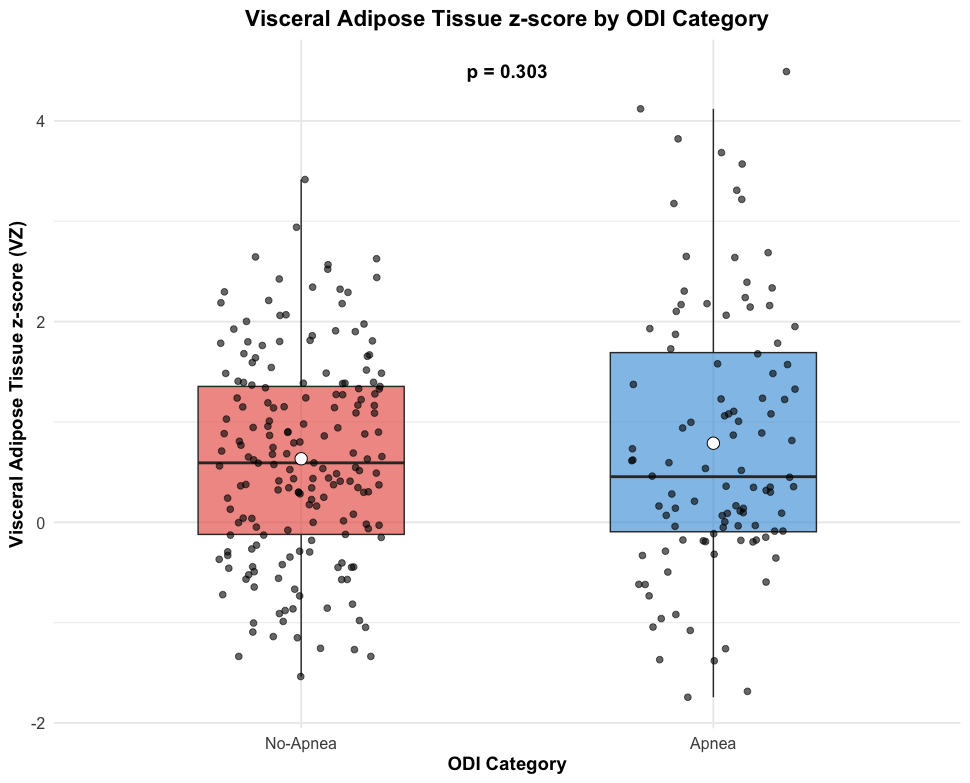 Visceral Adipose Tissue z-score by ODI Category
p = 0.303
Visceral Adipose Tissue z-score (VZ)
4
2
0
-2
No-Apnea
Apnea
ODI Category